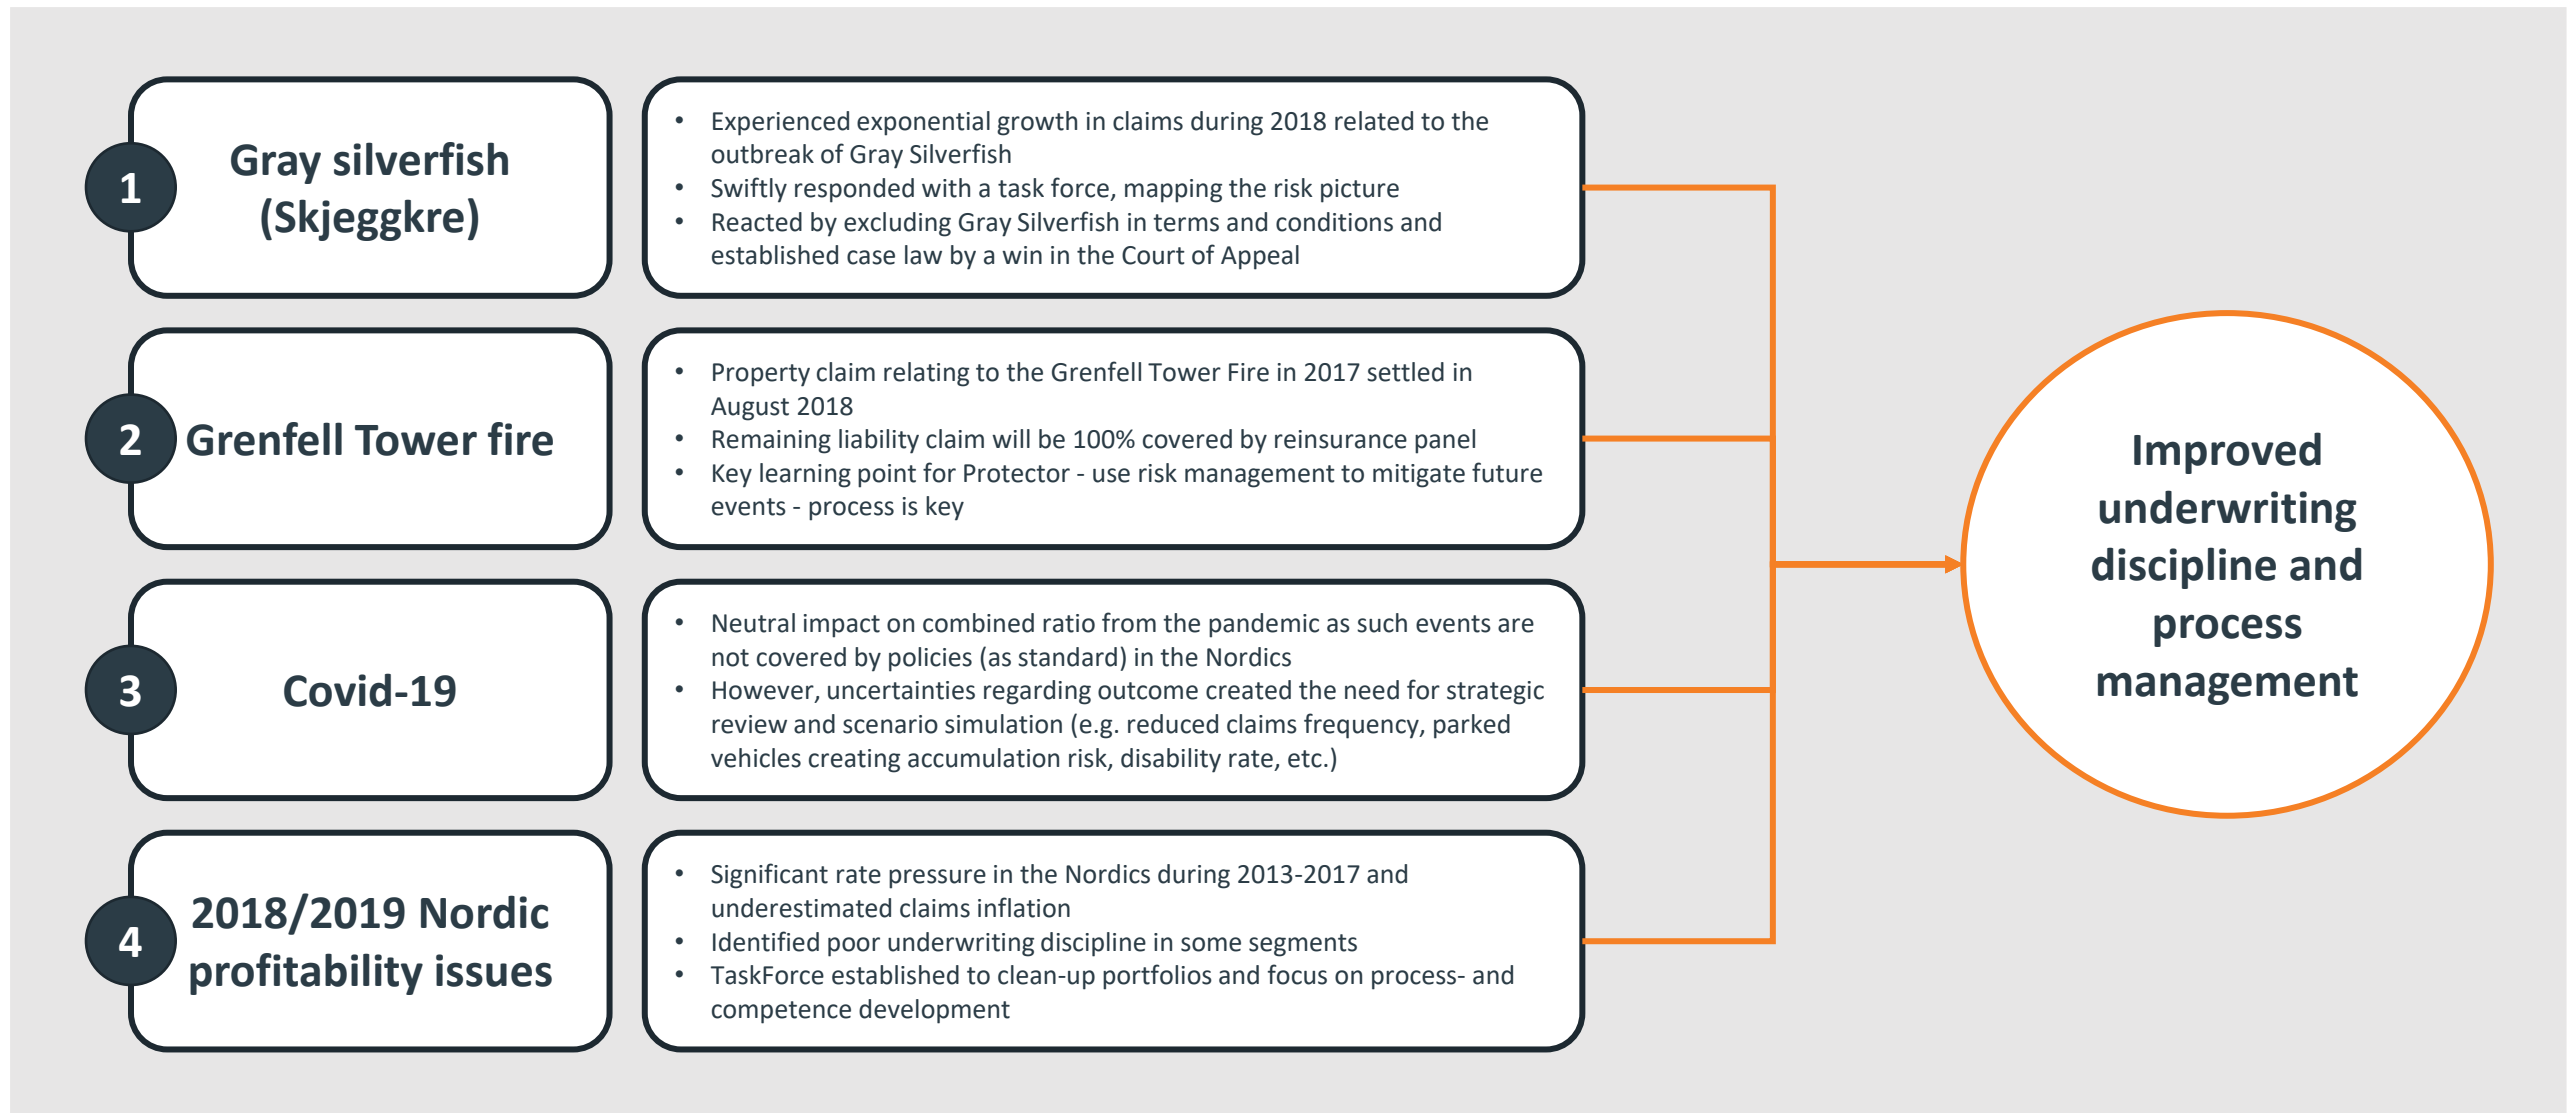 1
Gray silverfish
(Skjeggkre)
• Experienced exponential growth in claims during 2018 related to the
outbreak of Gray Silverfish
• Swiftly responded with a task force, mapping the risk picture
• Reacted by excluding Gray Silverfish in terms and conditions and
established case law by a win in the Court of Appeal
2
Grenfell Tower fire
• Property claim relating to the Grenfell Tower Fire in 2017 settled in
August 2018
• Remaining liability claim will be 100% covered by reinsurance panel
• Key learning point for Protector - use risk management to mitigate future
events - process is key
3
Covid-19
• Neutral impact on combined ratio from the pandemic as such events are
not covered by policies (as standard) in the Nordics
• However, uncertainties regarding outcome created the need for strategic
review and scenario simulation (e.g. reduced claims frequency, parked
vehicles creating accumulation risk, disability rate, etc.)
4
2018/2019 Nordic
profitability issues
• Significant rate pressure in the Nordics during 2013-2017 and
underestimated claims inflation
• Identified poor underwriting discipline in some segments
• TaskForce established to clean-up portfolios and focus on process- and
competence development
Improved
underwriting
discipline and
process
management